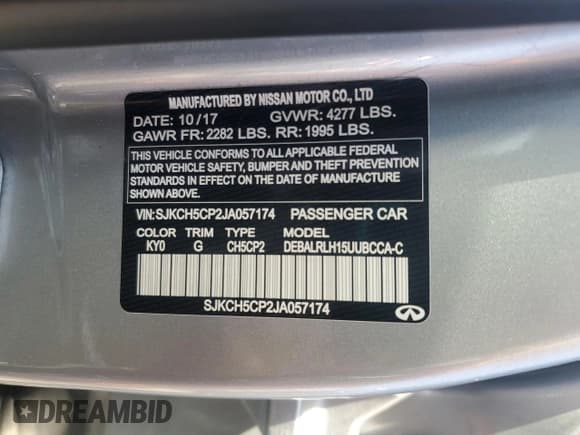 MANUFACTURED BY NISSAN MOTOR CO., LTD
DATE: 10/17 GVWR: 4277 LBS.
GAWR FR: 2282 LBS. RR: 1995 LBS.
THIS VEHICLE CONFORMS TO ALL APPLICABLE FEDERAL
MOTOR VEHICLE SAFETY, BUMPER AND THEFT PREVENTION
STANDARDS IN EFFECT ON THE DATE OF MANUFACTURE
SHOWN ABOVE.
VIN:SJKCH5CP2JA057174 PASSENGER CAR
COLOR TRIM TYPE MODEL
KY0 G CH5CP2 DEBALRLH15UUBCCA-C
SJKCH5CP2JA057174
DREAMBID